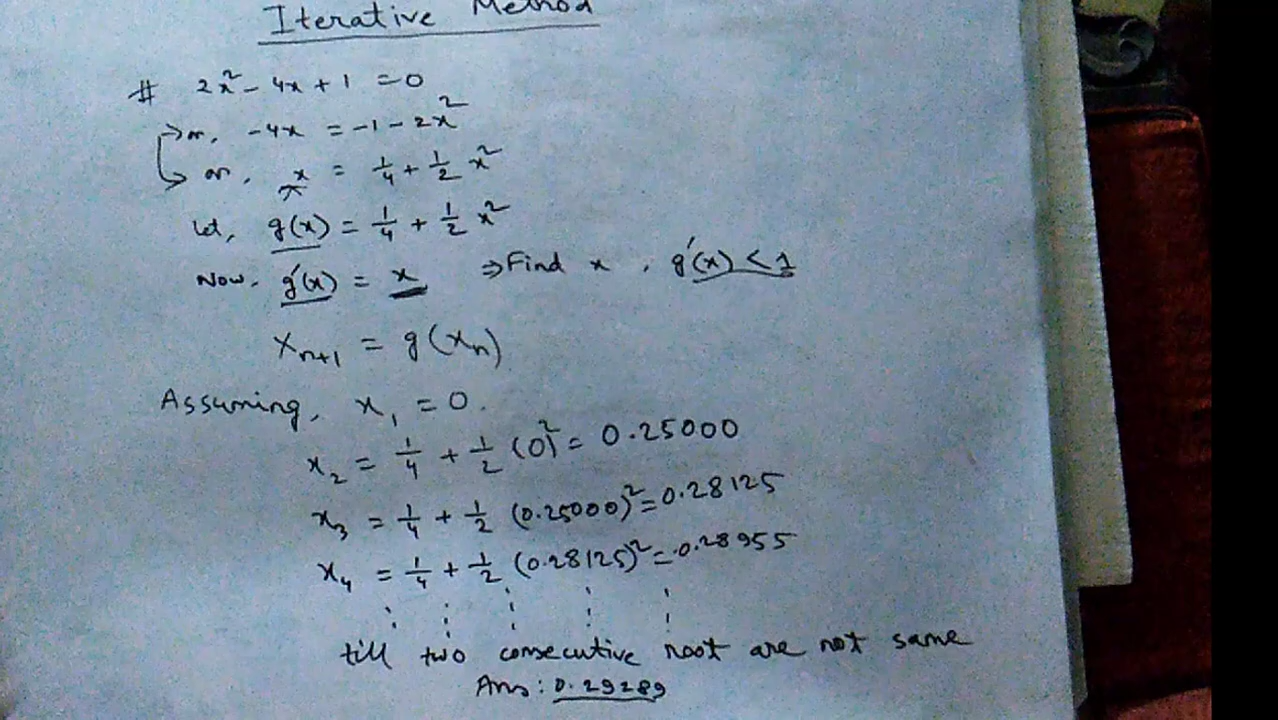 Iterative Method
# 2x² - 4x + 1 = 0
→ or, -4x = -1 - 2x²
↳ or, x = 1/4 + 1/2 x²
Let, g(x) = 1/4 + 1/2 x²
Now, g'(x) = x ⇒ Find x, g'(x) < 1
xₙ₊₁ = g(xₙ)
Assuming, x₁ = 0.
x₂ = 1/4 + 1/2 (0)² = 0.25000
x₃ = 1/4 + 1/2 (0.25000)² = 0.28125
x₄ = 1/4 + 1/2 (0.28125)² = 0.28955
till two consecutive root are not same
Ans: 0.29289